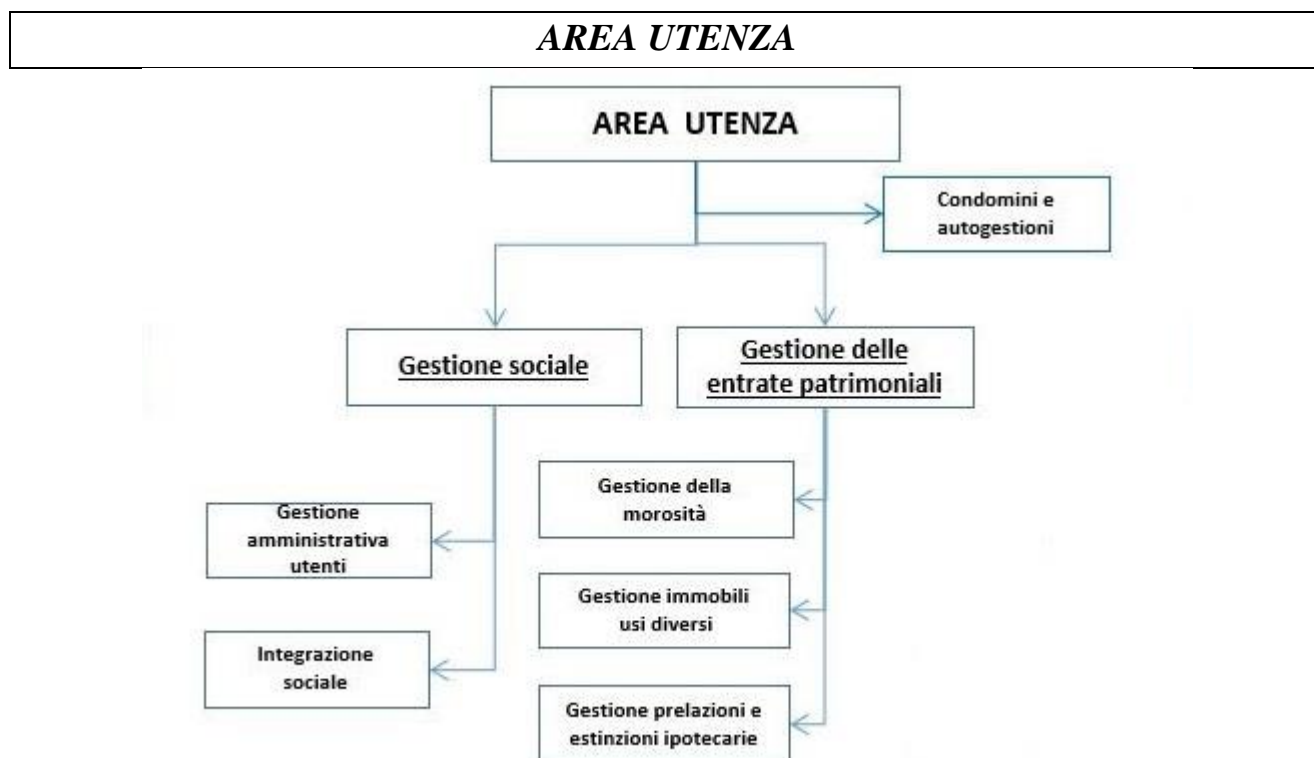 AREA UTENZA
AREA UTENZA
Condomini e
autogestioni
Gestione sociale
Gestione delle
entrate patrimoniali
Gestione
amministrativa
utenti
Integrazione
sociale
Gestione della
morosità
Gestione immobili
usi diversi
Gestione prelazioni e
estinzioni ipotecarie